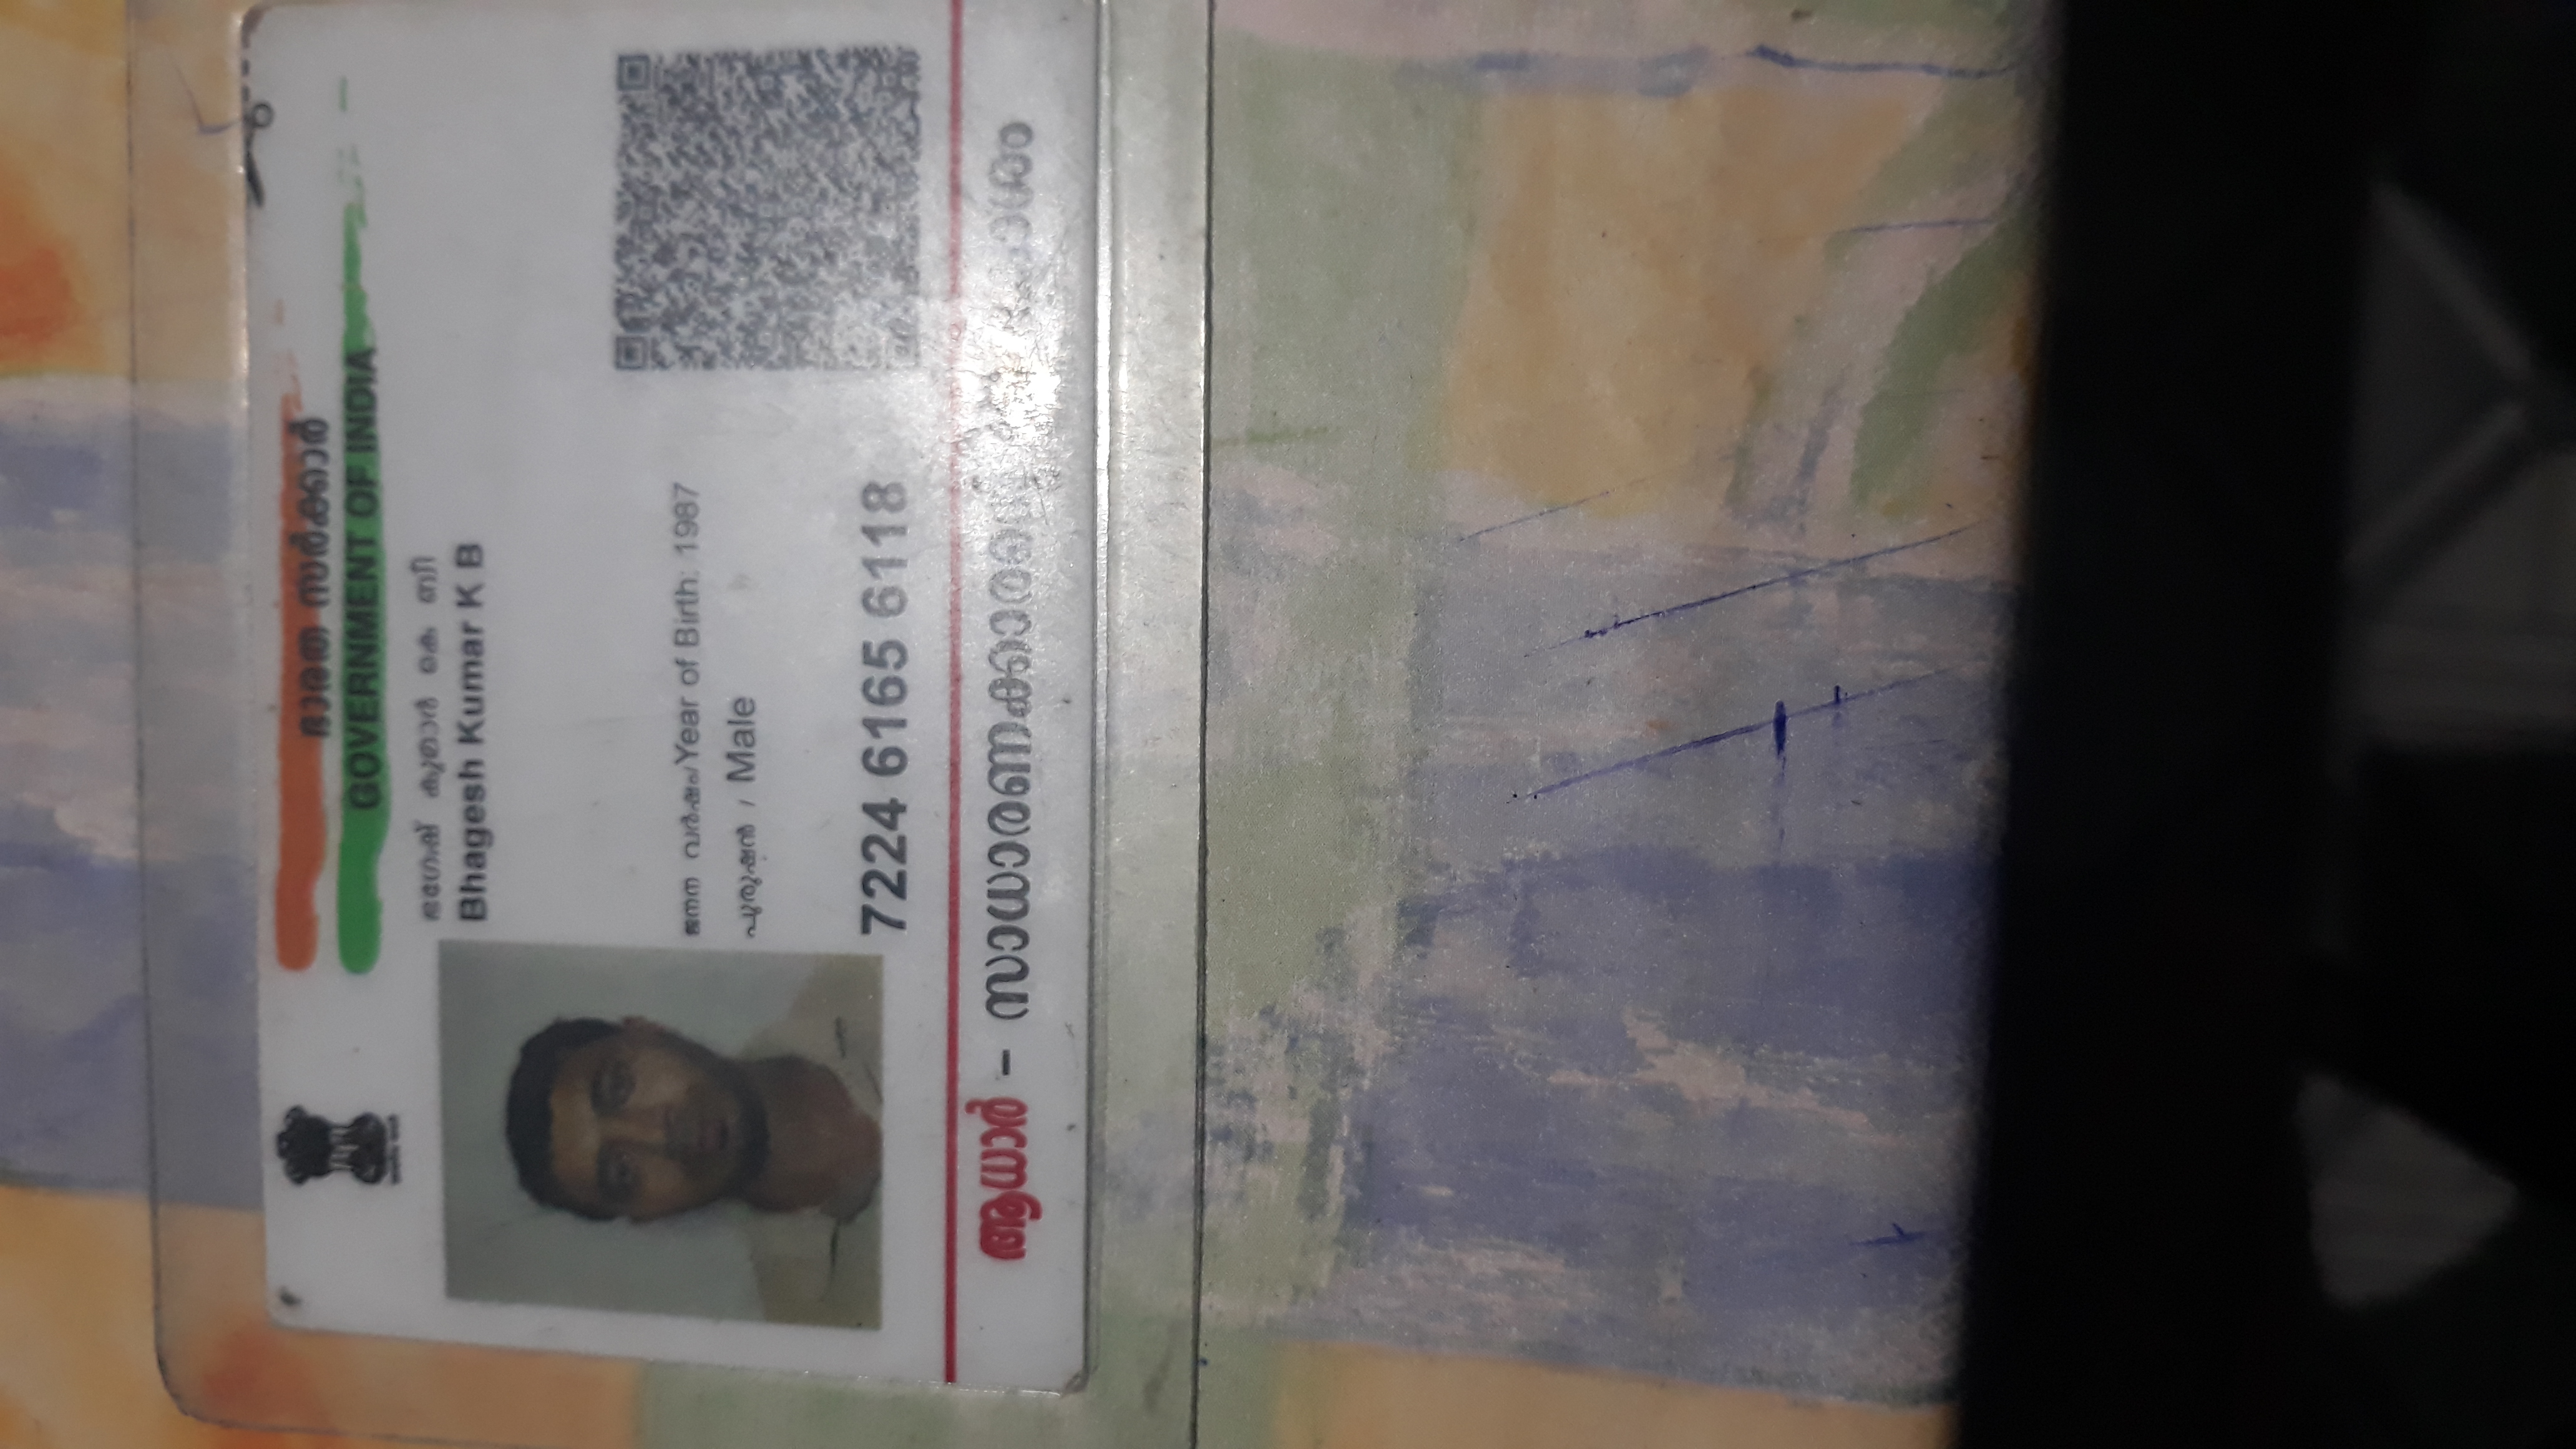 ഭാരത സർക്കാർ
GOVERNMENT OF INDIA
ഭഗേഷ് കുമാർ കെ ബീ
Bhagesh Kumar K B
ജനന വർഷം/Year of Birth: 1987
പുരുഷൻ / Male
7224 6165 6118
ആധാർ - സാധാരണക്കാരന്റെ